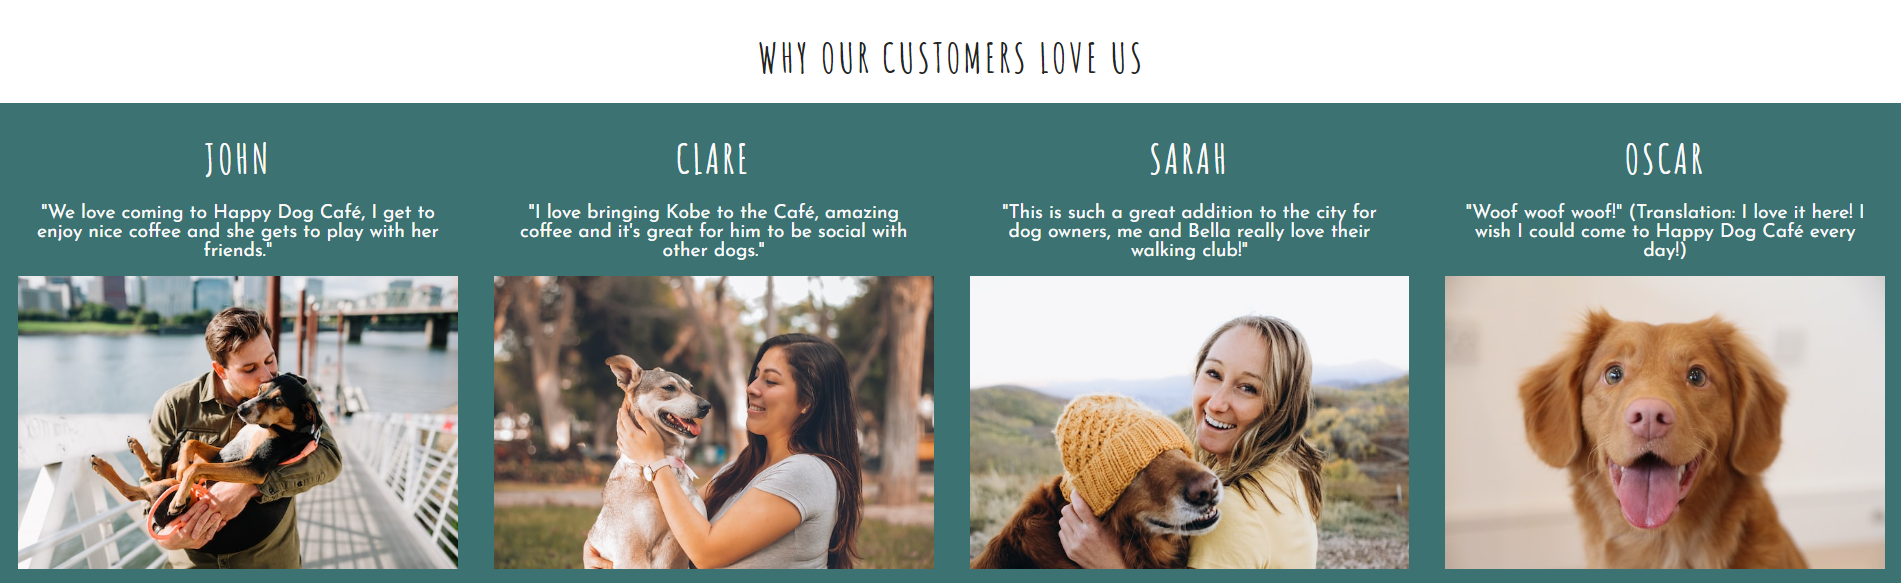 WHY OUR CUSTOMERS LOVE US
JOHN
"We love coming to Happy Dog Café, I get to
enjoy nice coffee and she gets to play with her
friends."
CLARE
"I love bringing Kobe to the Café, amazing
coffee and it's great for him to be social with
other dogs."
SARAH
"This is such a great addition to the city for
dog owners, me and Bella really love their
walking club!"
OSCAR
"Woof woof woof!" (Translation: I love it here! I
wish I could come to Happy Dog Café every
day!)